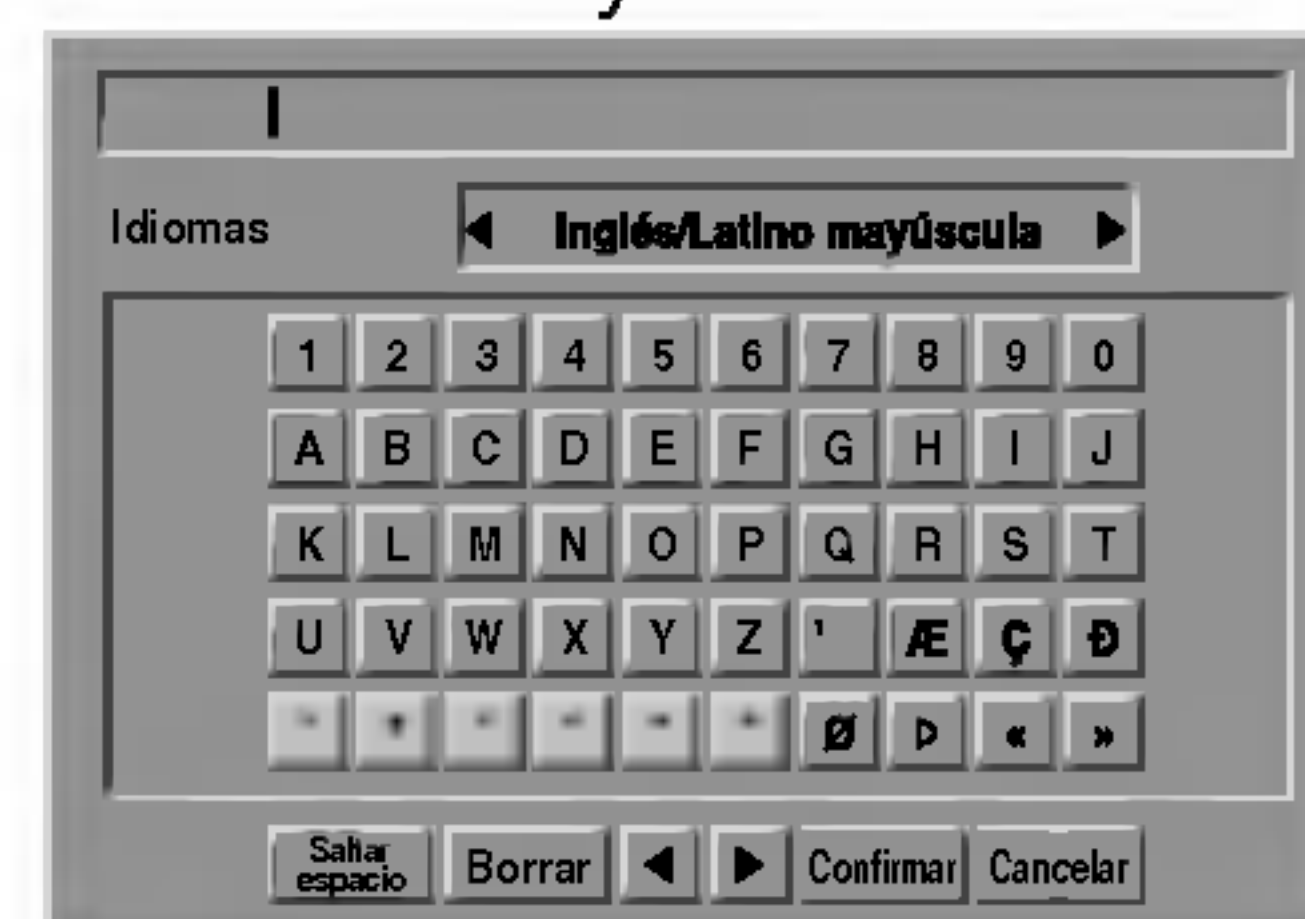 Idiomas ◀ Inglés/Latino mayúscula ▶
1 2 3 4 5 6 7 8 9 0
A B C D E F G H I J
K L M N O P Q R S T
U V W X Y Z ¹ Æ Ç Ð
Ø Þ « »
Saltar
espacio Borrar ◀ ▶ Confirmar Cancelar